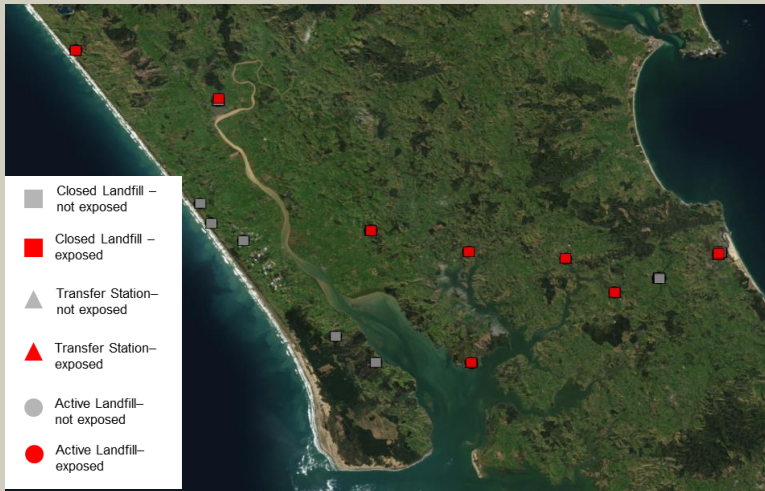 Closed Landfill –
not exposed
Closed Landfill –
exposed
Transfer Station–
not exposed
Transfer Station–
exposed
Active Landfill–
not exposed
Active Landfill–
exposed